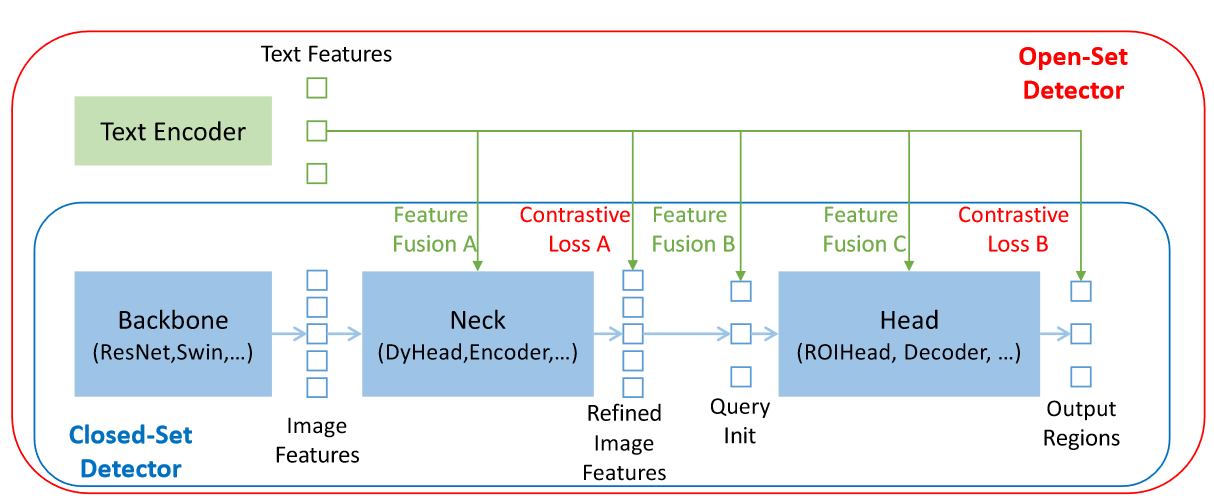 Text Features
Open-Set
Detector
Text Encoder
Feature
Fusion A
Contrastive
Loss A
Feature
Fusion B
Feature
Fusion C
Contrastive
Loss B
Backbone
(ResNet,Swin,...)
Neck
(DyHead,Encoder,...)
Head
(ROIHead, Decoder, ...)
Image
Features
Refined
Image
Features
Query
Init
Output
Regions
Closed-Set
Detector